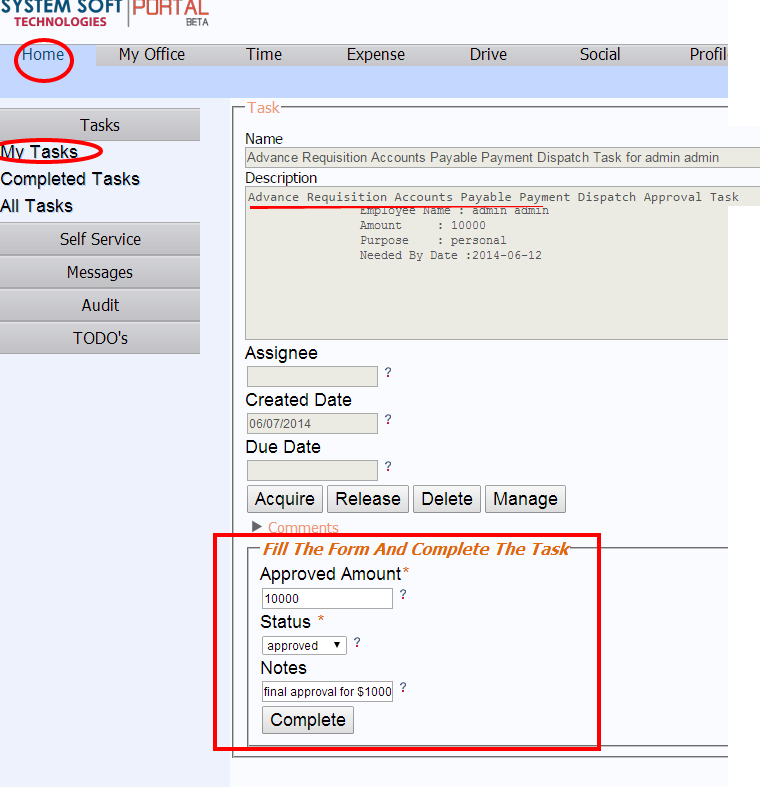 SYSTEM SOFT PORTAL
TECHNOLOGIES BETA
Home My Office Time Expense Drive Social Profil
Tasks
My Tasks
Completed Tasks
All Tasks
Self Service
Messages
Audit
TODO's
Task
Name
Advance Requisition Accounts Payable Payment Dispatch Task for admin admin
Description
Advance Requisition Accounts Payable Payment Dispatch Approval Task
Employee Name : admin admin
Amount : 10000
Purpose : personal
Needed By Date :2014-06-12
Assignee
?
Created Date
06/07/2014 ?
Due Date
?
Acquire Release Delete Manage
▶ Comments
Fill The Form And Complete The Task
Approved Amount*
10000 ?
Status *
approved ▼ ?
Notes
final approval for $1000 ?
Complete